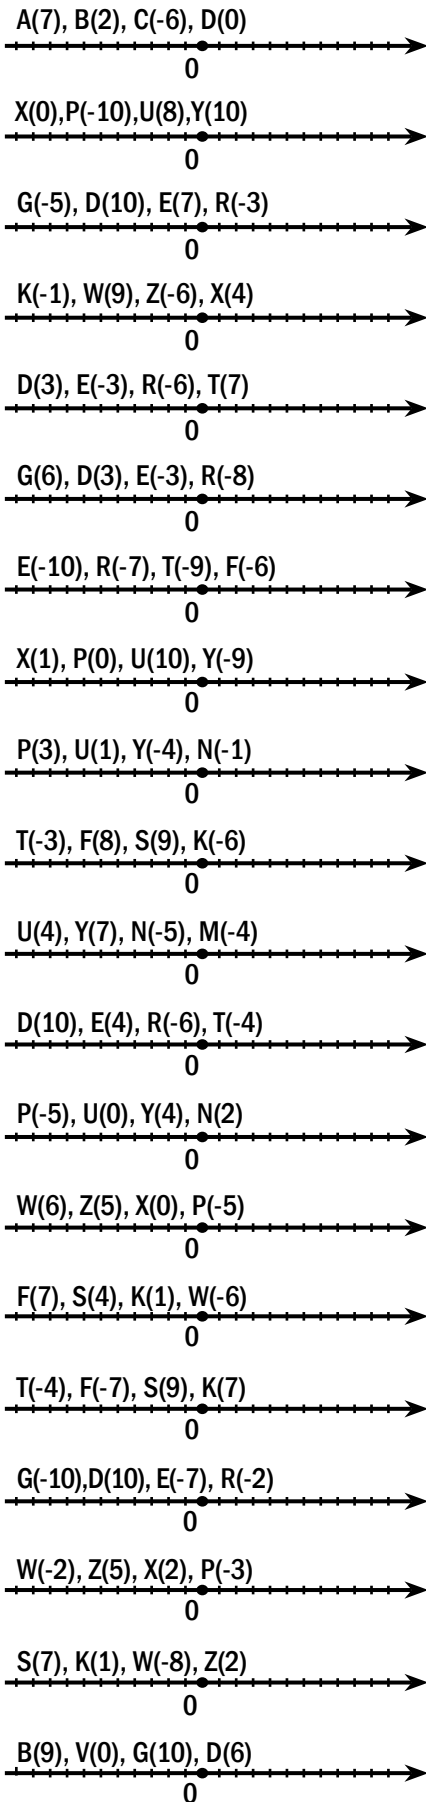 A(7), B(2), C(-6), D(0)
0
X(0),P(-10),U(8),Y(10)
0
G(-5), D(10), E(7), R(-3)
0
K(-1), W(9), Z(-6), X(4)
0
D(3), E(-3), R(-6), T(7)
0
G(6), D(3), E(-3), R(-8)
0
E(-10), R(-7), T(-9), F(-6)
0
X(1), P(0), U(10), Y(-9)
0
P(3), U(1), Y(-4), N(-1)
0
T(-3), F(8), S(9), K(-6)
0
U(4), Y(7), N(-5), M(-4)
0
D(10), E(4), R(-6), T(-4)
0
P(-5), U(0), Y(4), N(2)
0
W(6), Z(5), X(0), P(-5)
0
F(7), S(4), K(1), W(-6)
0
T(-4), F(-7), S(9), K(7)
0
G(-10),D(10), E(-7), R(-2)
0
W(-2), Z(5), X(2), P(-3)
0
S(7), K(1), W(-8), Z(2)
0
B(9), V(0), G(10), D(6)
0